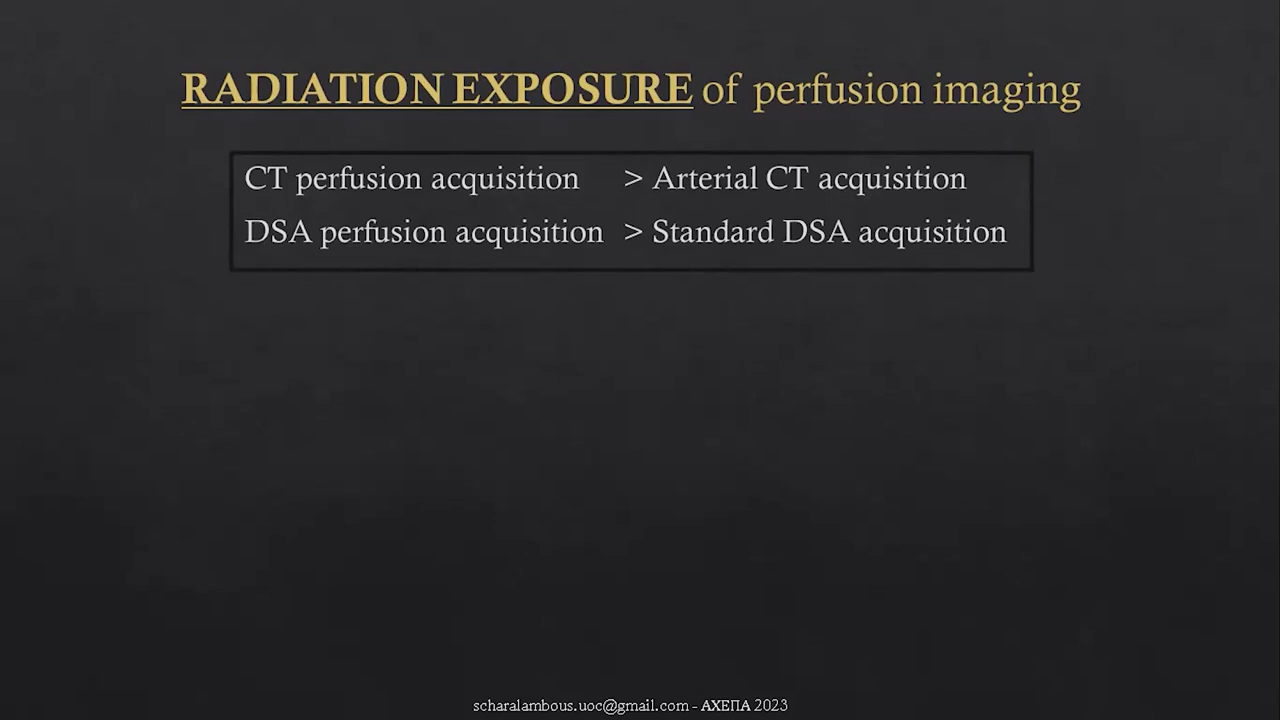 RADIATION EXPOSURE of perfusion imaging
CT perfusion acquisition > Arterial CT acquisition
DSA perfusion acquisition > Standard DSA acquisition
scharalambous.uoc@gmail.com - ΑΧΕΠΑ 2023